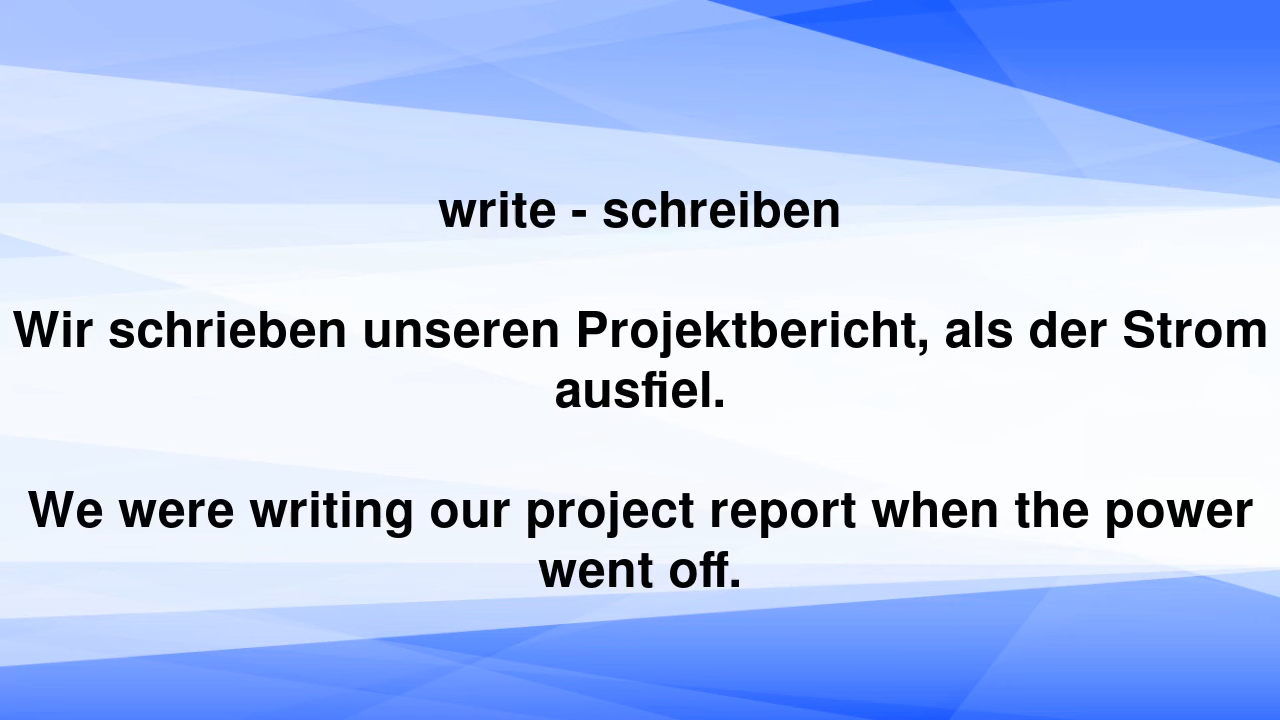 write - schreiben
Wir schrieben unseren Projektbericht, als der Strom
ausfiel.
We were writing our project report when the power
went off.